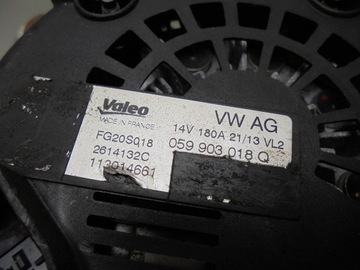 Valeo
MADE IN FRANCE
VW AG
14V 180A 21/13 VL2
FG20S018
059 903 018 Q
2614132C
113014661